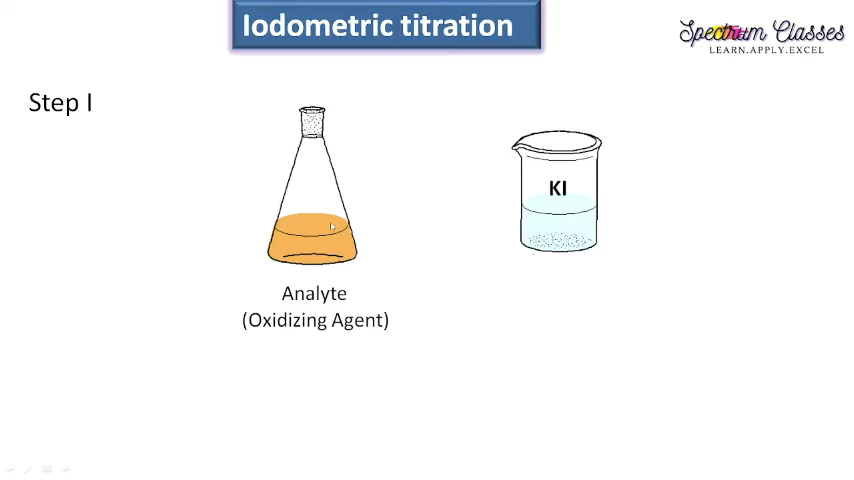 Iodometric titration
Spectrum Classes
LEARN.APPLY.EXCEL
Step I
KI
Analyte
(Oxidizing Agent)